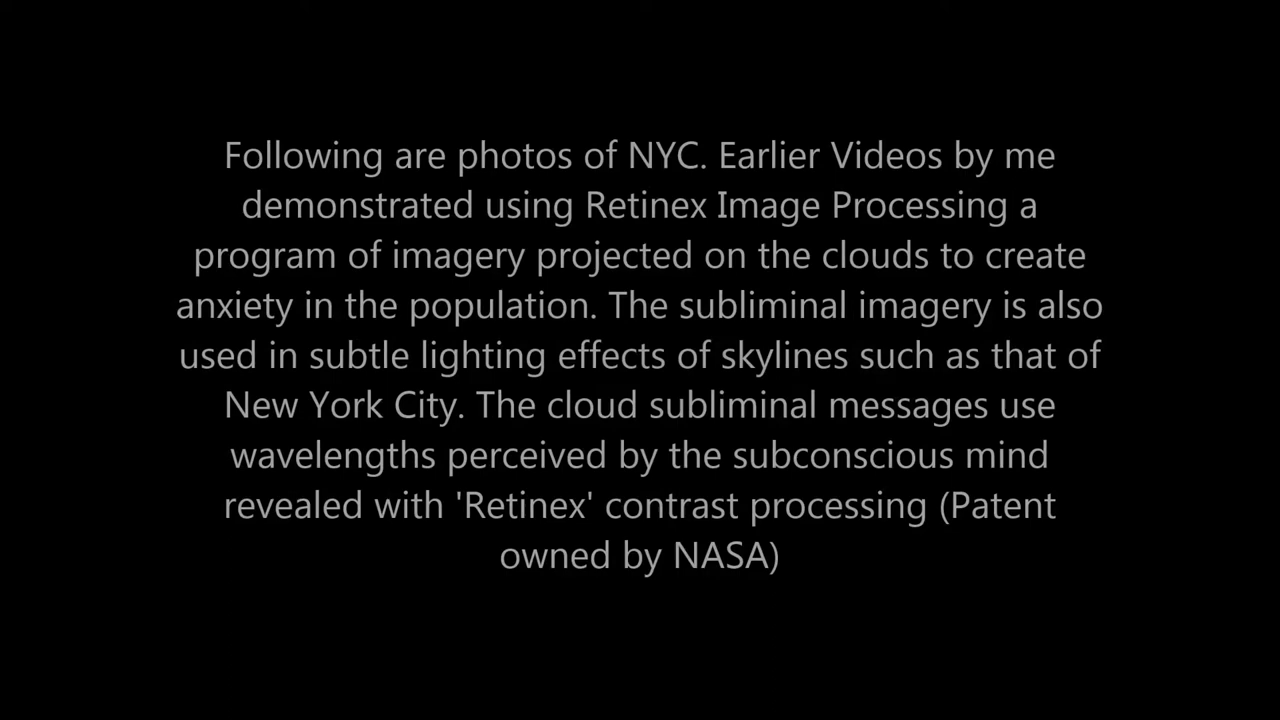 Following are photos of NYC. Earlier Videos by me
demonstrated using Retinex Image Processing a
program of imagery projected on the clouds to create
anxiety in the population. The subliminal imagery is also
used in subtle lighting effects of skylines such as that of
New York City. The cloud subliminal messages use
wavelengths perceived by the subconscious mind
revealed with 'Retinex' contrast processing (Patent
owned by NASA)